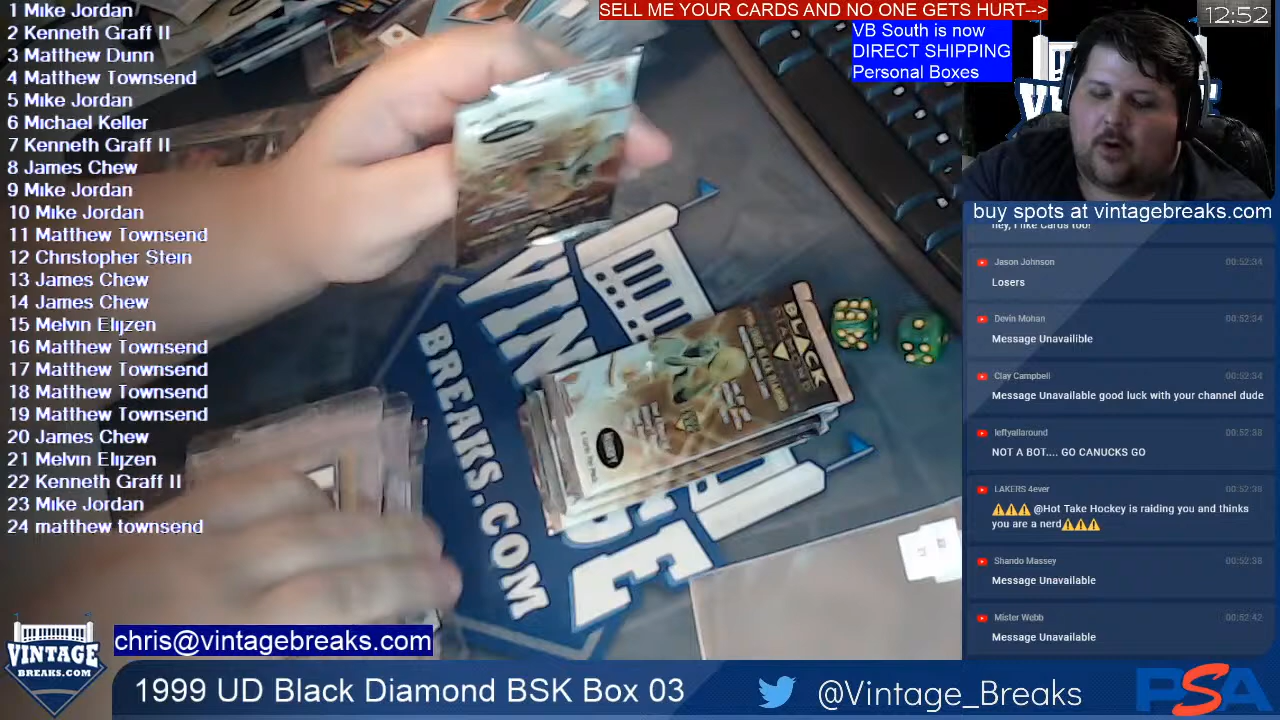 1 Mike Jordan
2 Kenneth Graff II
3 Matthew Dunn
4 Matthew Townsend
5 Mike Jordan
6 Michael Keller
7 Kenneth Graff II
8 James Chew
9 Mike Jordan
10 Mike Jordan
11 Matthew Townsend
12 Christopher Stein
13 James Chew
14 James Chew
15 Melvin Elijzen
16 Matthew Townsend
17 Matthew Townsend
18 Matthew Townsend
19 Matthew Townsend
20 James Chew
21 Melvin Elijzen
22 Kenneth Graff II
23 Mike Jordan
24 matthew townsend
SELL ME YOUR CARDS AND NO ONE GETS HURT-->
VB South is now
DIRECT SHIPPING
Personal Boxes
12:52
buy spots at vintagebreaks.com
hey, I like Cards too!
Jason Johnson 00:52:34
Losers
Devin Mohan 00:52:34
Message Unavailible
Clay Campbell 00:52:34
Message Unavailable good luck with your channel dude
leftyallaround 00:52:38
NOT A BOT.... GO CANUCKS GO
LAKERS 4ever 00:52:38
⚠⚠⚠ @Hot Take Hockey is raiding you and thinks
you are a nerd⚠⚠⚠
Shando Massey 00:52:38
Message Unavailable
Mister Webb 00:52:42
Message Unavailable
BLACK
VIN
BREAKS.COM
VINTAGE
BREAKS.COM
chris@vintagebreaks.com
1999 UD Black Diamond BSK Box 03
@Vintage_Breaks
PSA